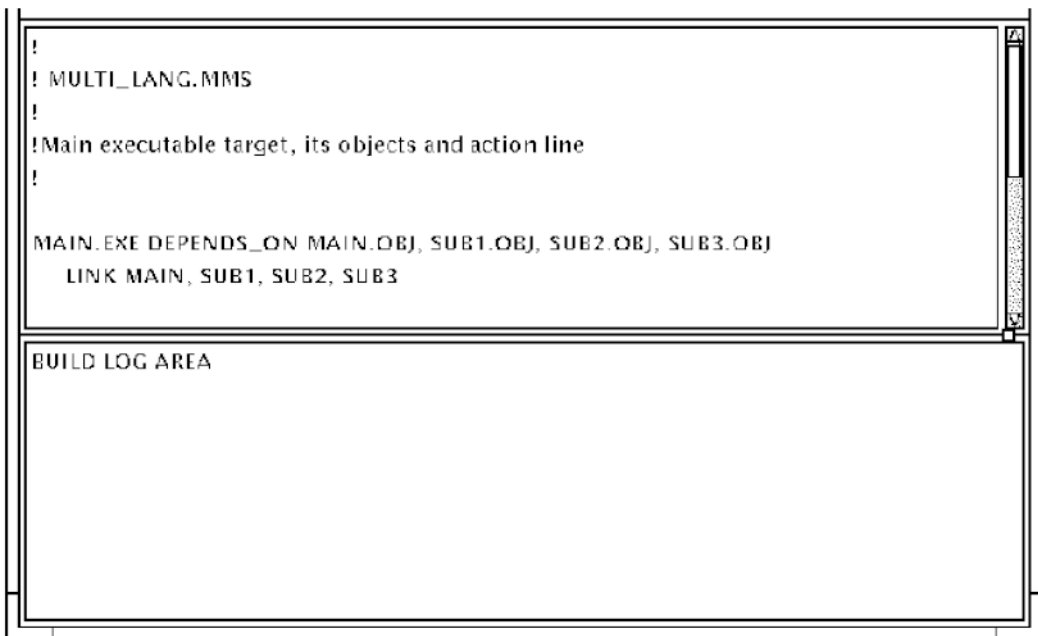 !
! MULTI_LANG.MMS
!
!Main executable target, its objects and action line
!
MAIN.EXE DEPENDS_ON MAIN.OBJ, SUB1.OBJ, SUB2.OBJ, SUB3.OBJ
LINK MAIN, SUB1, SUB2, SUB3
BUILD LOG AREA